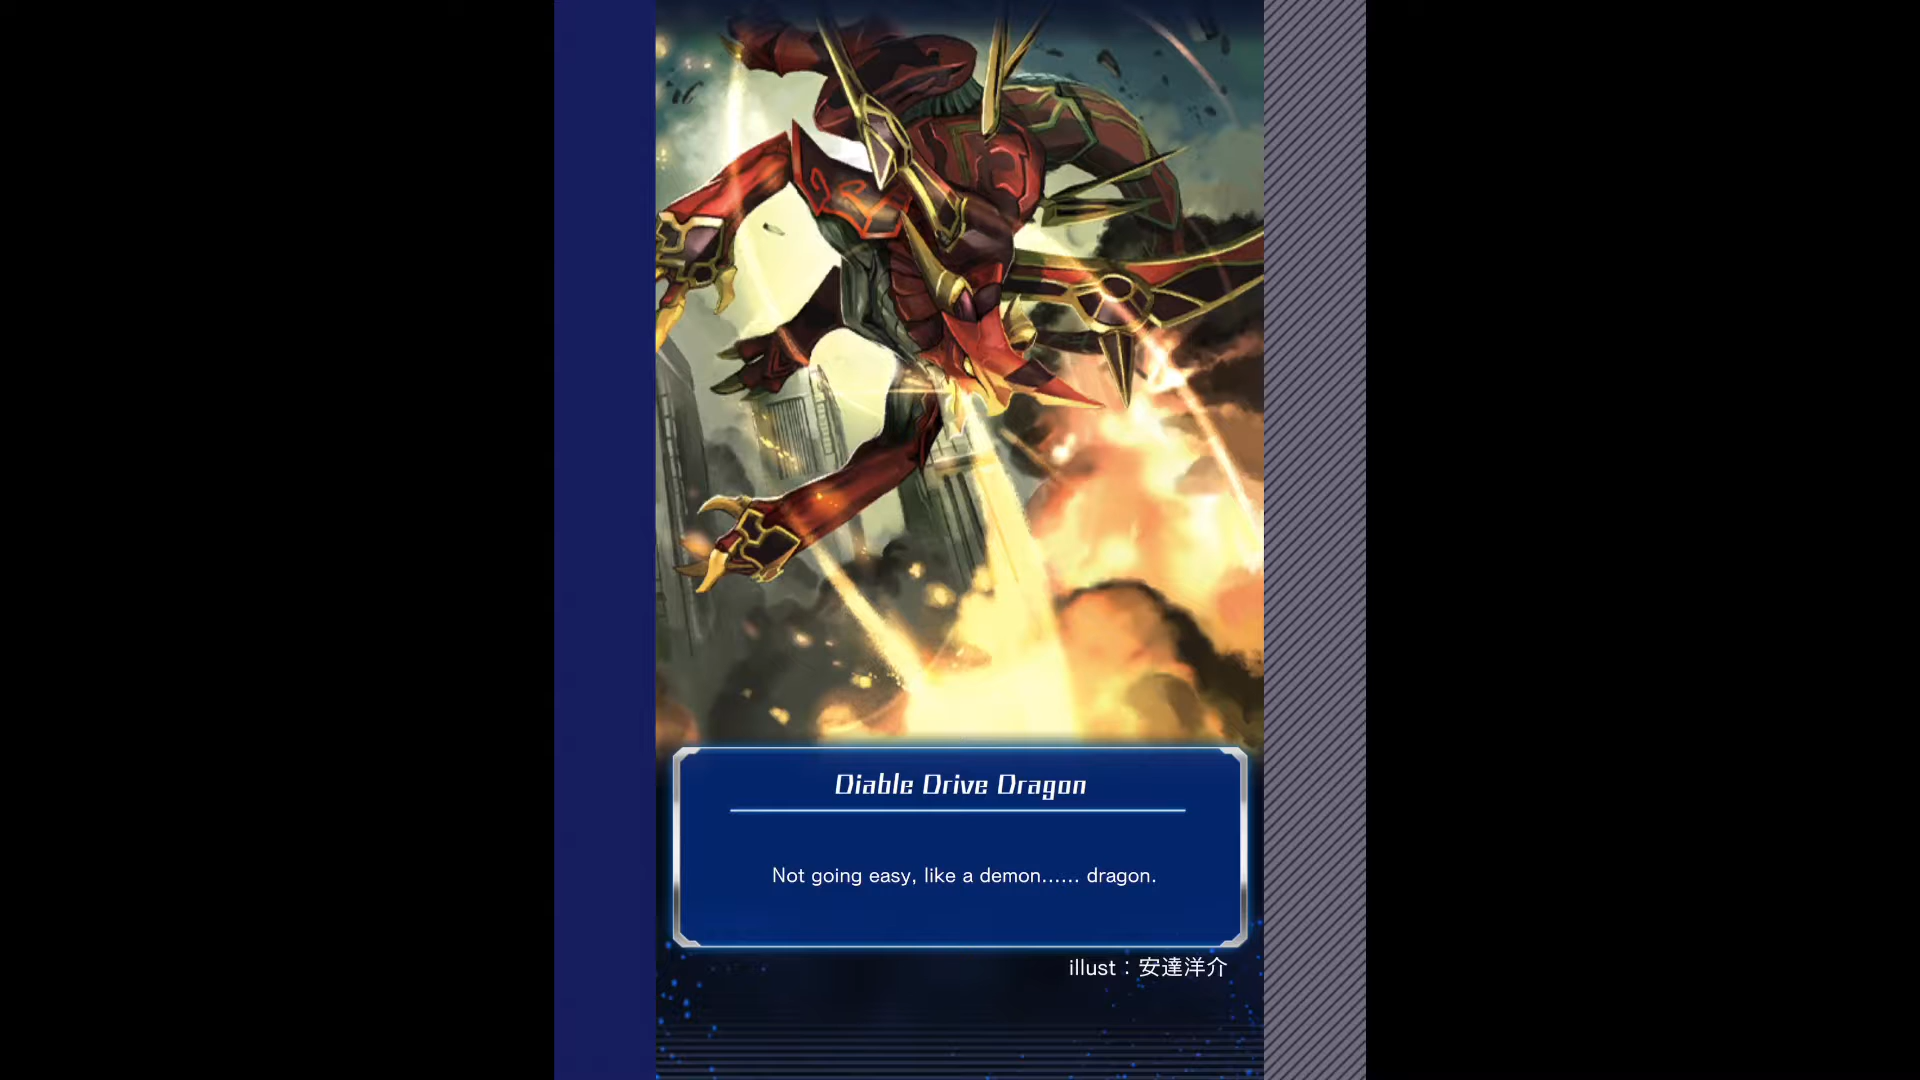 Diable Drive Dragon
Not going easy, like a demon...... dragon.
illust：安達洋介